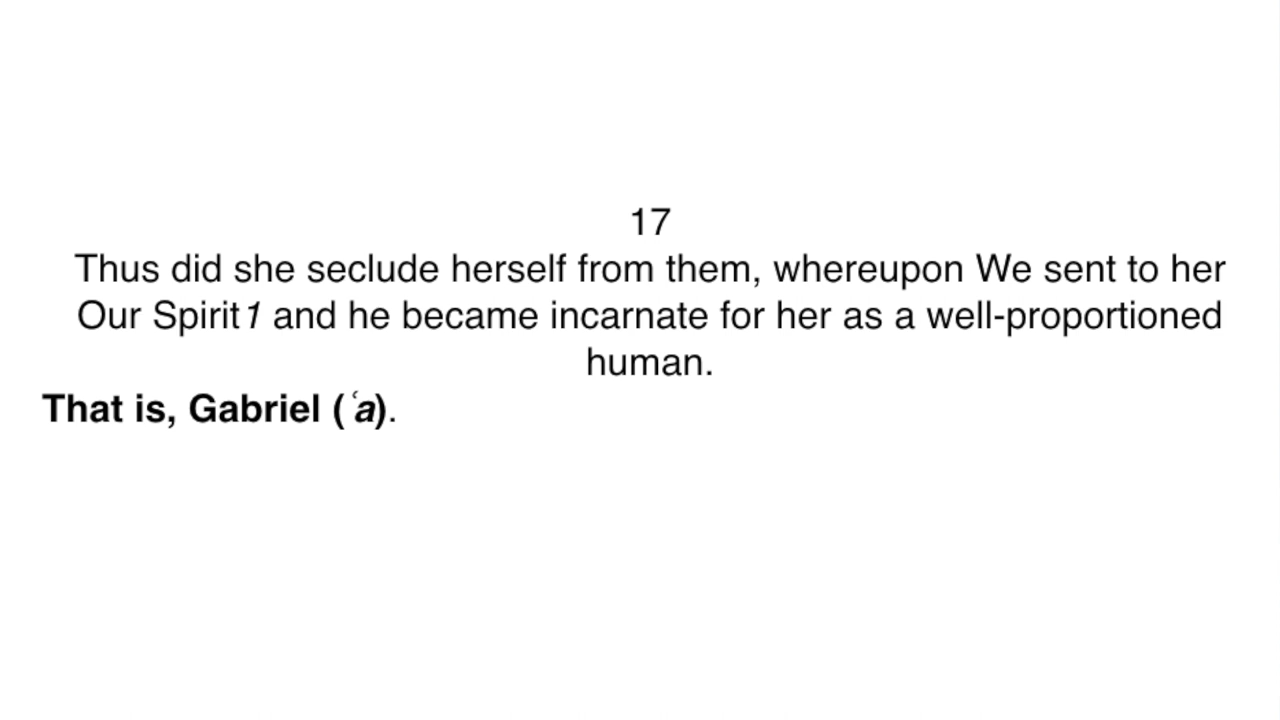 17
Thus did she seclude herself from them, whereupon We sent to her
Our Spirit1 and he became incarnate for her as a well-proportioned
human.
That is, Gabriel (ʿa).